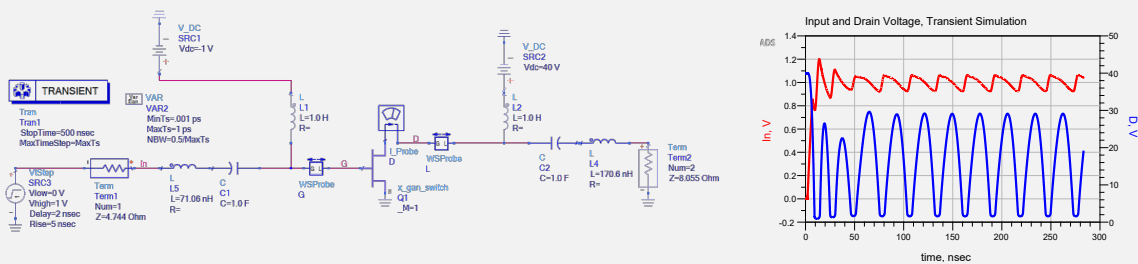 V_DC
SRC1
Vdc=-1 V
TRANSIENT
Tran
Tran1
StopTime=500 nsec
MaxTimeStep=MaxTs
Var
Eqn
VAR
VAR2
MinTs=.001 ps
MaxTs=1 ps
NBW=0.5/MaxTs
VtStep
SRC3
Vlow=0 V
Vhigh=1 V
Delay=2 nsec
Rise=5 nsec
Term
Term1
Num=1
Z=4.744 Ohm
In
L
L5
L=71.06 nH
R=
C
C1
C=1.0 F
L
L1
L=1.0 H
R=
G L
WSProbe
G
I_Probe
D
x_gan_switch
Q1
_M=1
D
G L
WSProbe
L
V_DC
SRC2
Vdc=40 V
L
L2
L=1.0 H
R=
C
C2
C=1.0 F
L
L4
L=170.6 nH
R=
Term
Term2
Num=2
Z=8.055 Ohm
ADS
Input and Drain Voltage, Transient Simulation
In, V
1.4
1.2
1.0
0.8
0.6
0.4
0.2
0.0
-0.2
50
40
30
20
10
0
D, V
0 50 100 150 200 250 300
time, nsec